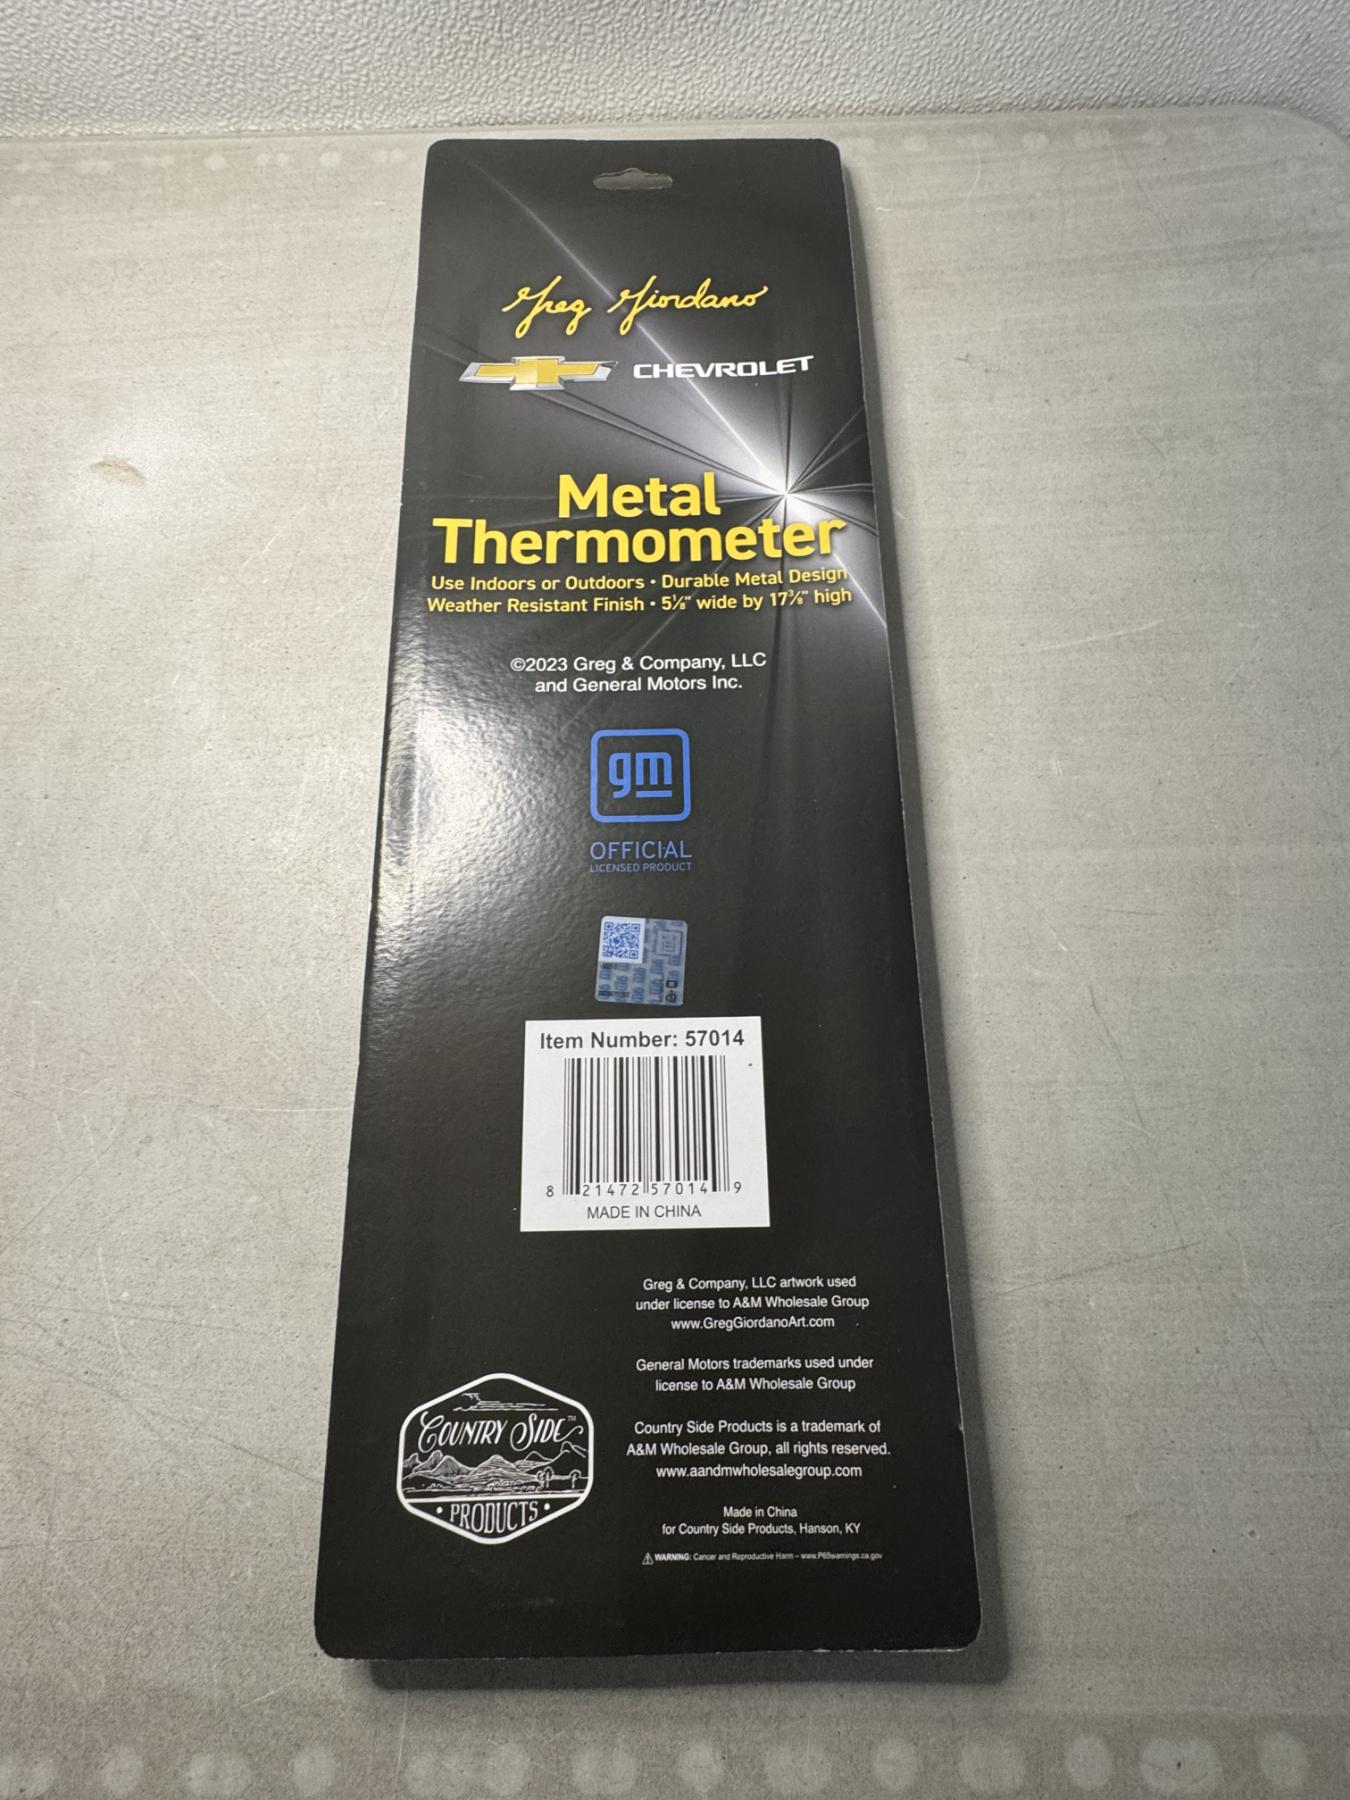 Greg Giordano
CHEVROLET
Metal
Thermometer
Use Indoors or Outdoors • Durable Metal Design
Weather Resistant Finish • 5⅛" wide by 17⅜" high
©2023 Greg & Company, LLC
and General Motors Inc.
gm
OFFICIAL
LICENSED PRODUCT
Item Number: 57014
8 21472 57014 9
MADE IN CHINA
Greg & Company, LLC artwork used
under license to A&M Wholesale Group
www.GregGiordanoArt.com
General Motors trademarks used under
license to A&M Wholesale Group
COUNTRY SIDE™
• PRODUCTS •
Country Side Products is a trademark of
A&M Wholesale Group, all rights reserved.
www.aandmwholesalegroup.com
Made in China
for Country Side Products, Hanson, KY
WARNING: Cancer and Reproductive Harm – www.P65warnings.ca.gov